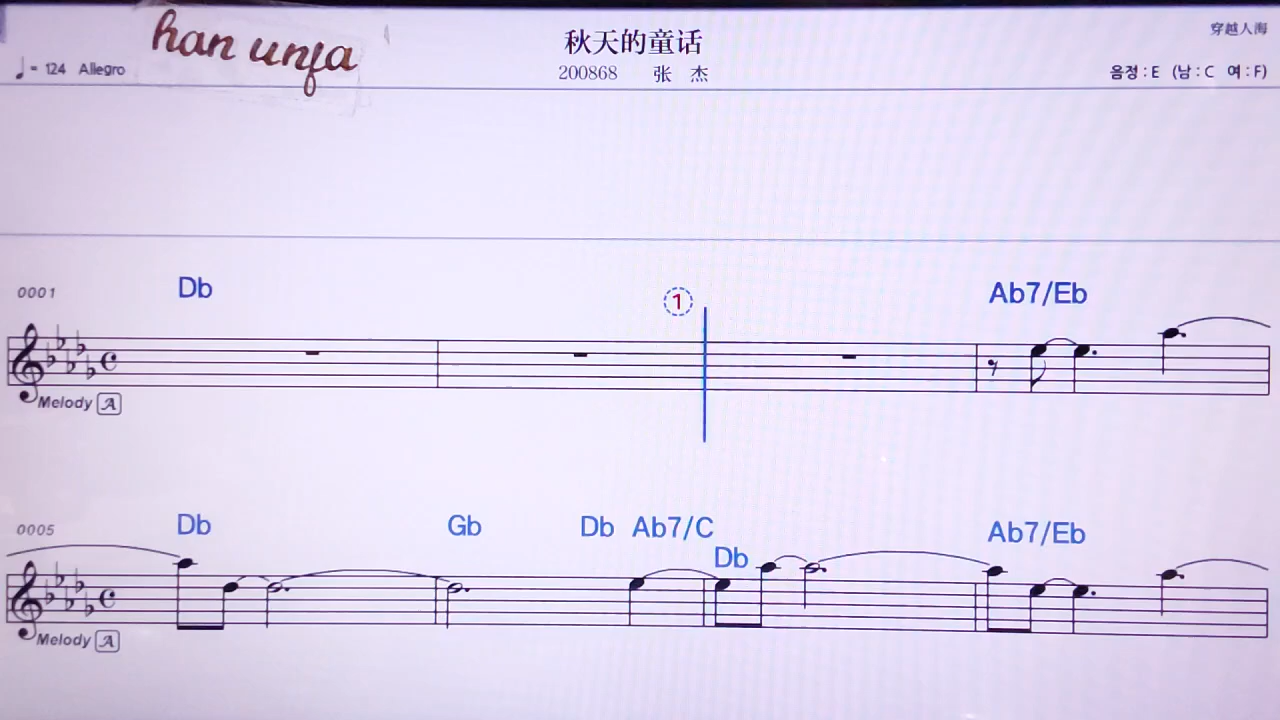 han unfa
秋天的童话
穿越人海
♩= 124 Allegro
200868 张 杰
음정 : E (남 : C 여 : F)
0001
Db
1
Ab7/Eb
Melody A
0005
Db
Gb
Db
Ab7/C
Db
Ab7/Eb
Melody A